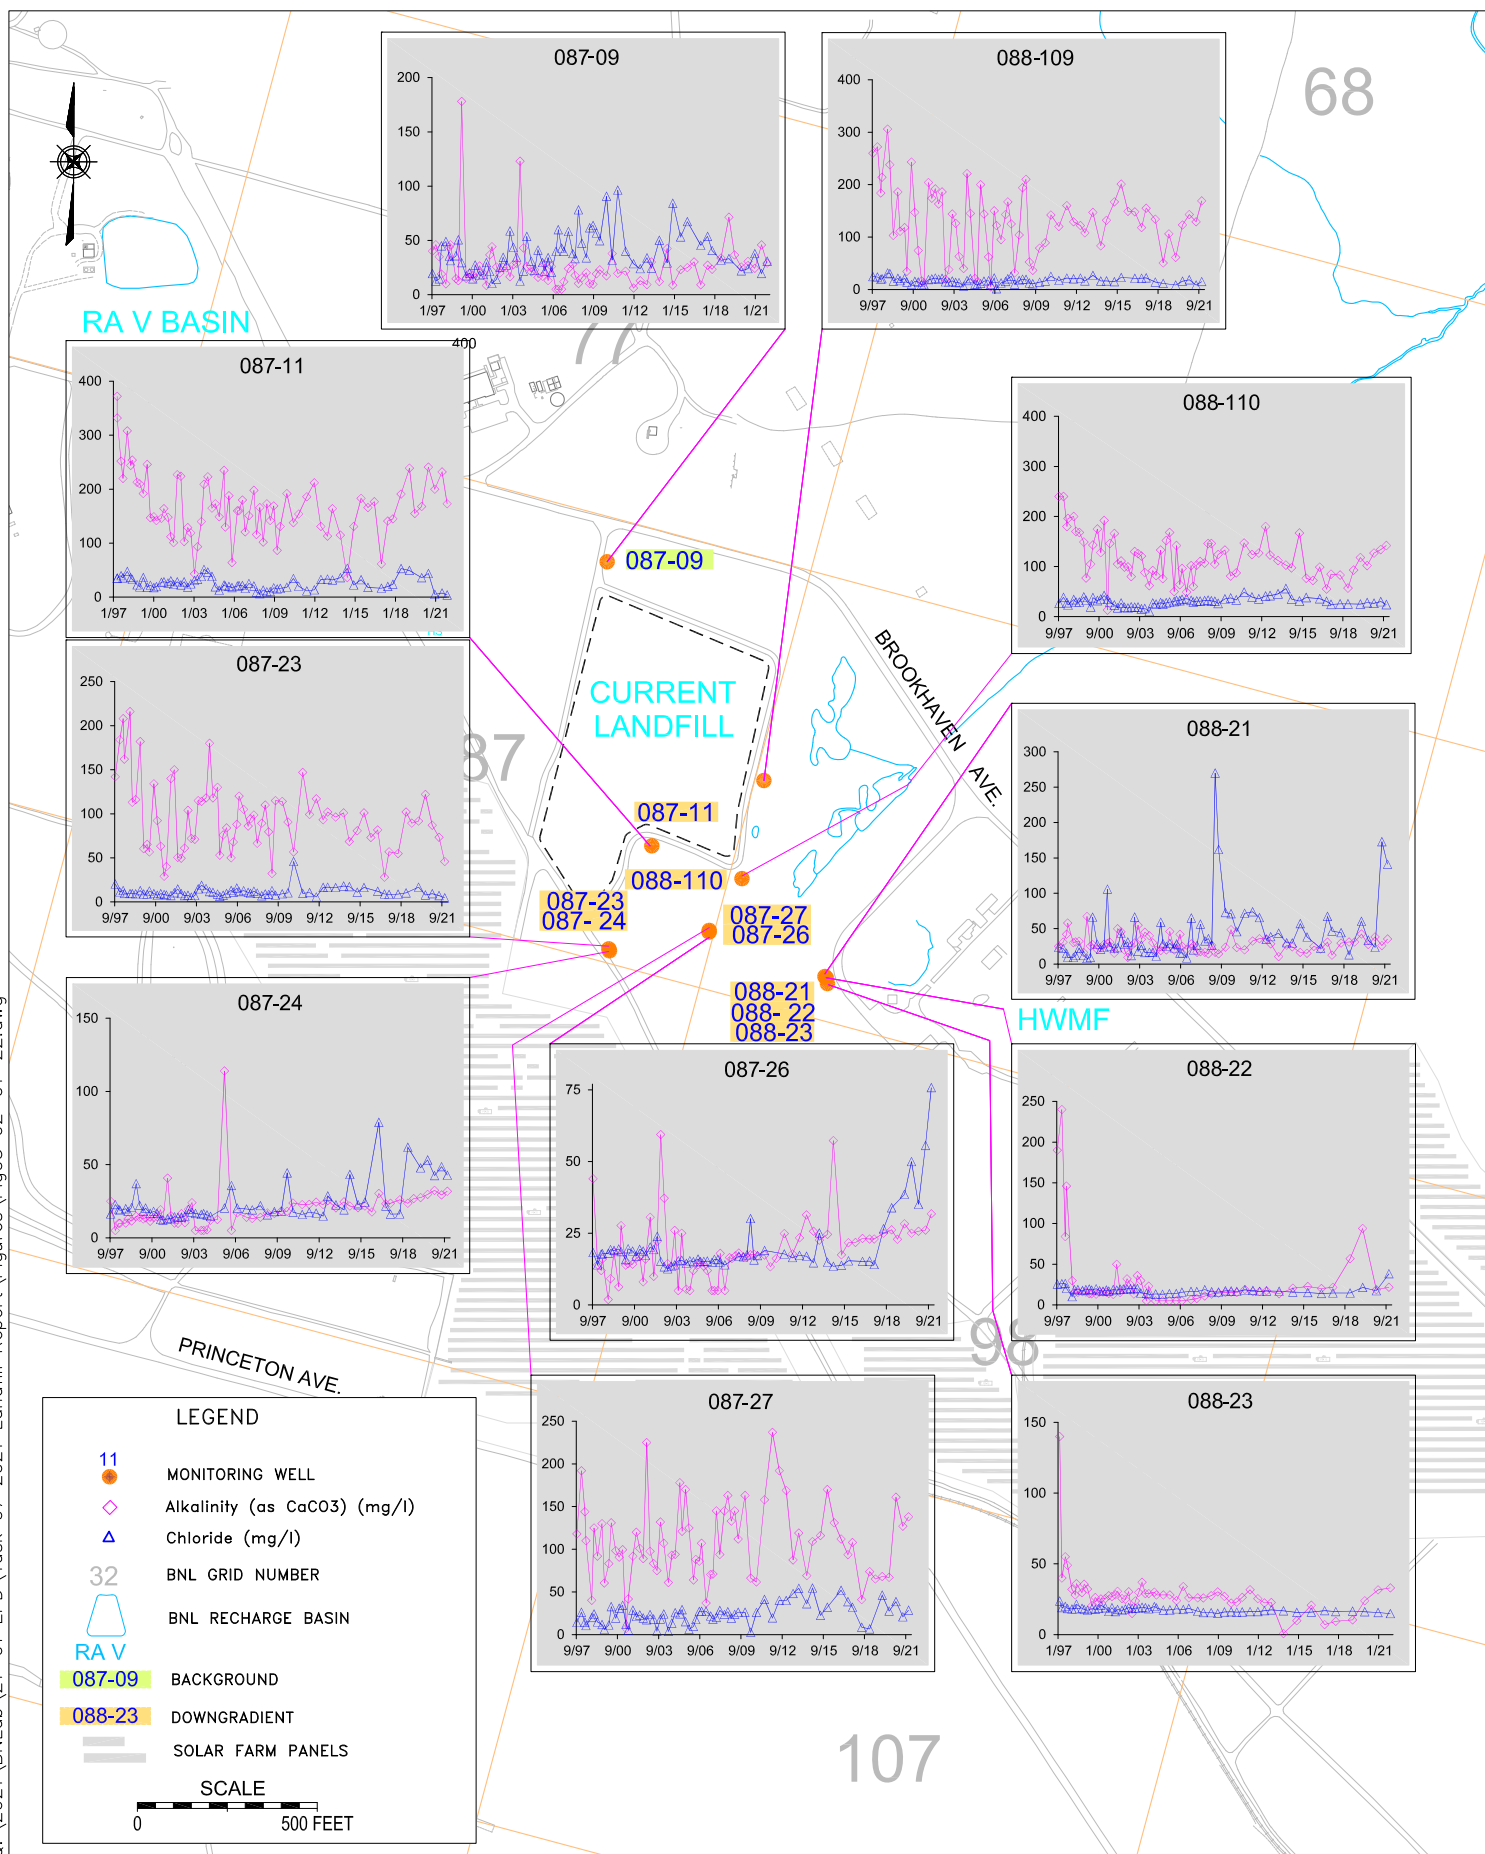 087-09
200
150
100
50
0
1/97 1/00 1/03 1/06 1/09 1/12 1/15 1/18 1/21
088-109
400
300
200
100
0
9/97 9/00 9/03 9/06 9/09 9/12 9/15 9/18 9/21
68
RA V BASIN
77
400
087-11
400
300
200
100
0
1/97 1/00 1/03 1/06 1/09 1/12 1/15 1/18 1/21
088-110
400
300
200
100
0
9/97 9/00 9/03 9/06 9/09 9/12 9/15 9/18 9/21
087-09
BROOKHAVEN AVE.
CURRENT
LANDFILL
87
087-23
250
200
150
100
50
0
9/97 9/00 9/03 9/06 9/09 9/12 9/15 9/18 9/21
087-11
088-110
087-23
087- 24
087-27
087-26
088-21
088- 22
088-23
088-21
300
250
200
150
100
50
0
9/97 9/00 9/03 9/06 9/09 9/12 9/15 9/18 9/21
HWMF
087-24
150
100
50
0
9/97 9/00 9/03 9/06 9/09 9/12 9/15 9/18 9/21
087-26
75
50
25
0
9/97 9/00 9/03 9/06 9/09 9/12 9/15 9/18 9/21
088-22
250
200
150
100
50
0
9/97 9/00 9/03 9/06 9/09 9/12 9/15 9/18 9/21
98
PRINCETON AVE.
087-27
250
200
150
100
50
0
9/97 9/00 9/03 9/06 9/09 9/12 9/15 9/18 9/21
088-23
150
100
50
0
1/97 1/00 1/03 1/06 1/09 1/12 1/15 1/18 1/21
107
LEGEND
11
MONITORING WELL
Alkalinity (as CaCO3) (mg/l)
Chloride (mg/l)
32
BNL GRID NUMBER
BNL RECHARGE BASIN
RA V
087-09 BACKGROUND
088-23 DOWNGRADIENT
SOLAR FARM PANELS
SCALE
0 500 FEET